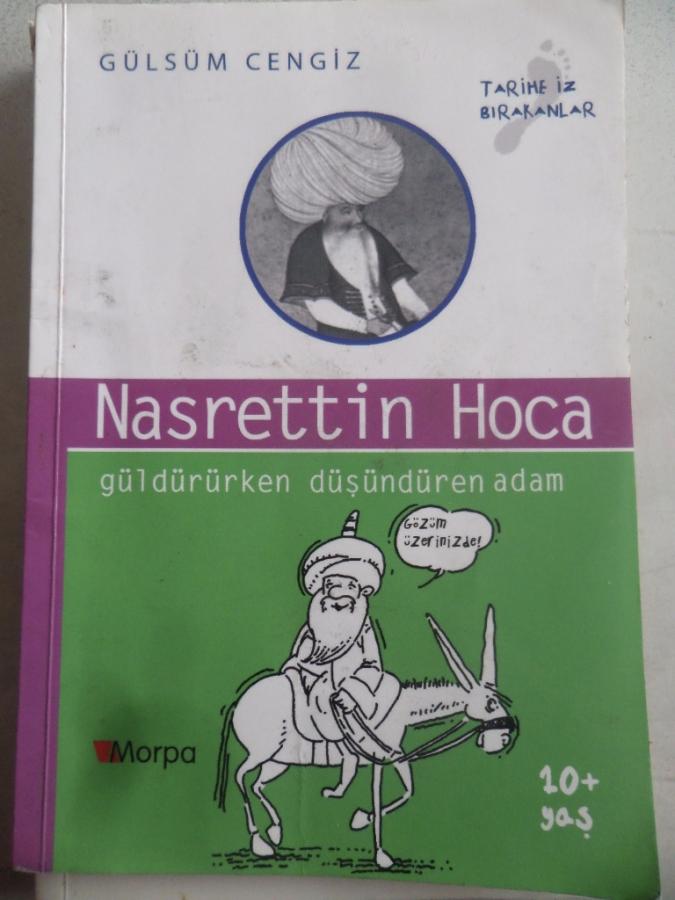 GÜLSÜM CENGİZ
TARİHE İZ
BIRAKANLAR
Nasrettin Hoca
güldürürken düşündüren adam
Gözüm
üzerinizde!
Morpa
10+
yaş